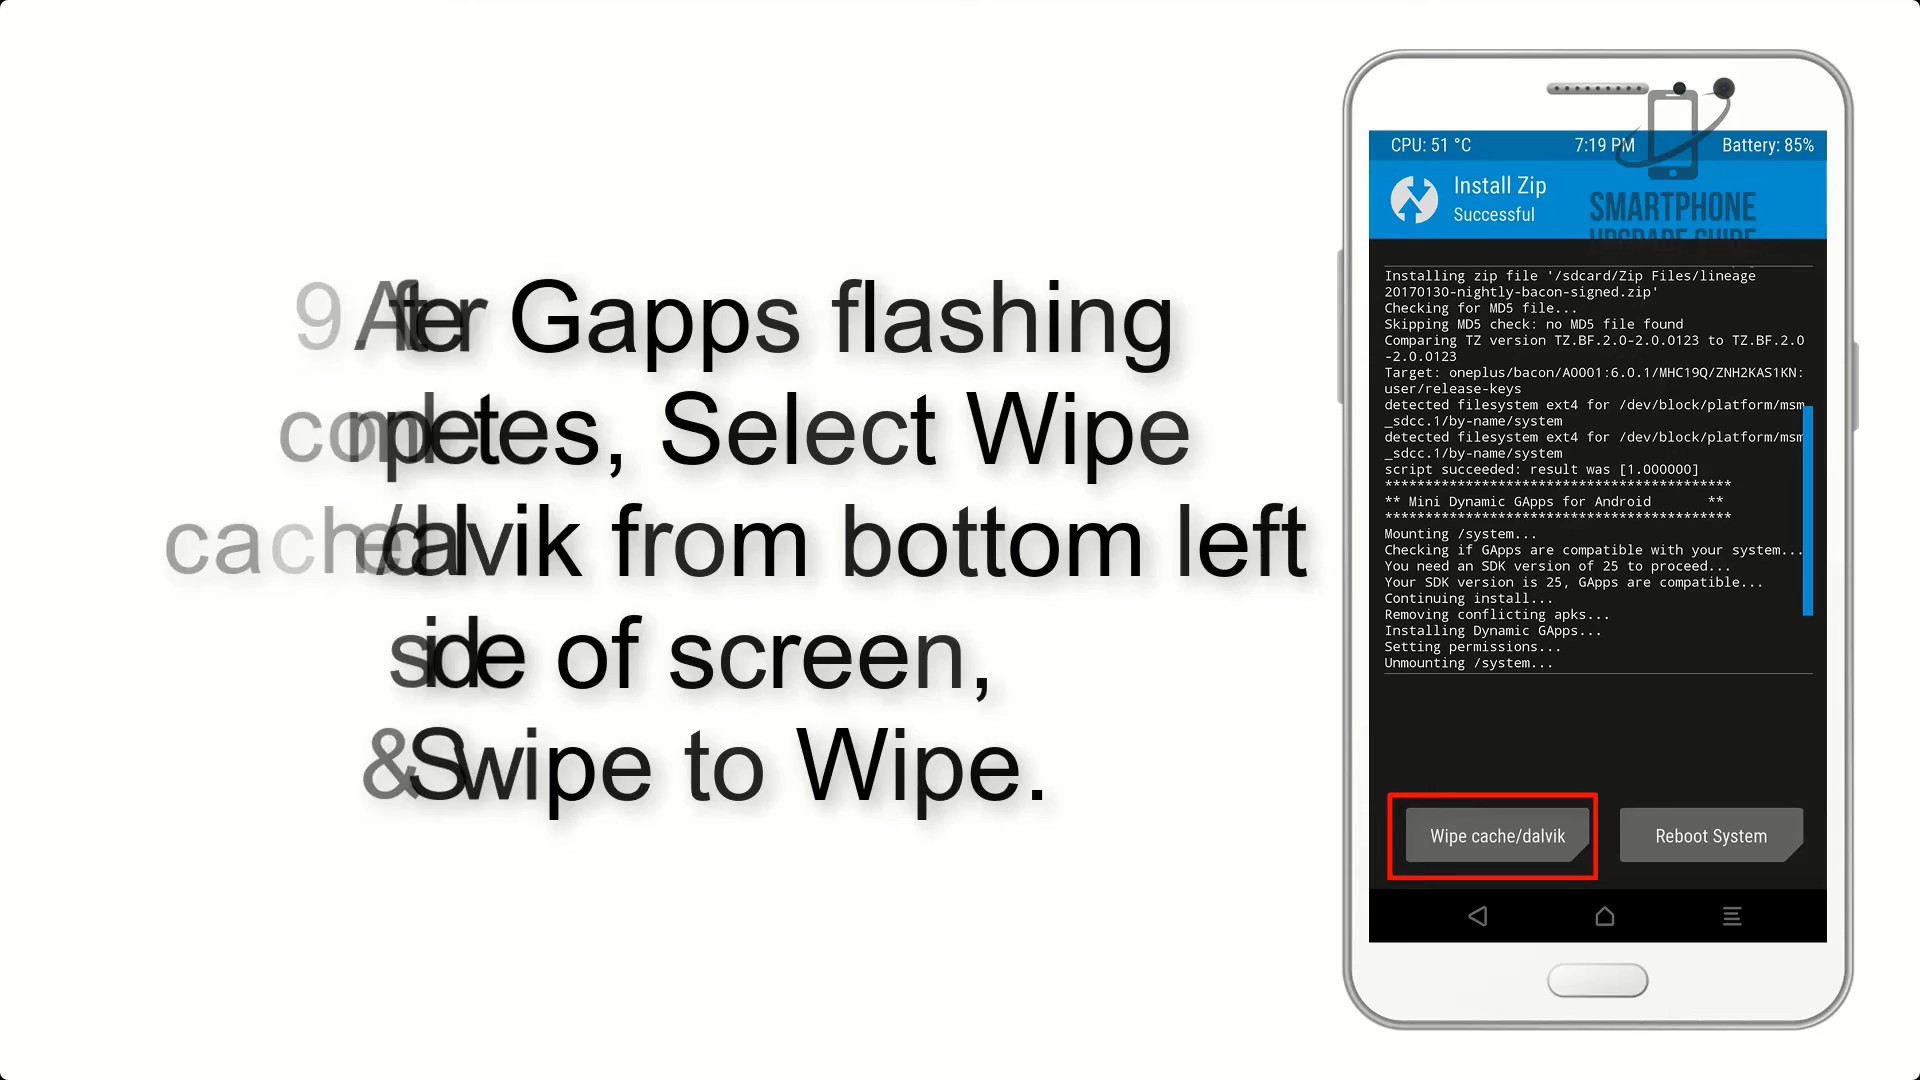 9. After Gapps flashing
completes, Select Wipe
cache/dalvik from bottom left
side of screen,
& Swipe to Wipe.
CPU: 51 °C 7:19 PM Battery: 85%
Install Zip
Successful
SMARTPHONE
UPGRADE GUIDE
Installing zip file '/sdcard/Zip Files/lineage
20170130-nightly-bacon-signed.zip'
Checking for MD5 file...
Skipping MD5 check: no MD5 file found
Comparing TZ version TZ.BF.2.0-2.0.0123 to TZ.BF.2.0
-2.0.0123
Target: oneplus/bacon/A0001:6.0.1/MHC19Q/ZNH2KAS1KN:
user/release-keys
detected filesystem ext4 for /dev/block/platform/msm
_sdcc.1/by-name/system
detected filesystem ext4 for /dev/block/platform/msm
_sdcc.1/by-name/system
script succeeded: result was [1.000000]
******************************************
** Mini Dynamic GApps for Android **
******************************************
Mounting /system...
Checking if GApps are compatible with your system...
You need an SDK version of 25 to proceed...
Your SDK version is 25, GApps are compatible...
Continuing install...
Removing conflicting apks...
Installing Dynamic GApps...
Setting permissions...
Unmounting /system...
Wipe cache/dalvik Reboot System